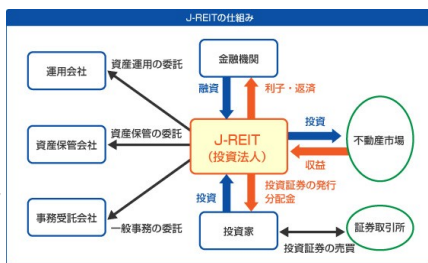 J-REITの仕組み
運用会社
資産運用の委託
金融機関
融資
利子・返済
資産保管会社
資産保管の委託
J-REIT
(投資法人)
投資
収益
不動産市場
投資
投資証券の発行
分配金
事務受託会社
一般事務の委託
投資家
投資証券の売買
証券取引所